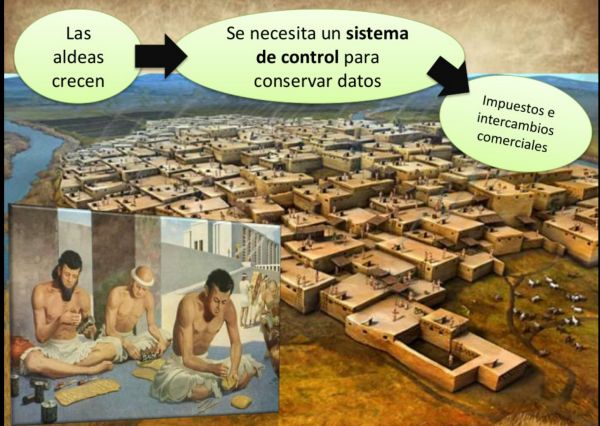 Las
aldeas
crecen
Se necesita un sistema
de control para
conservar datos
Impuestos e
intercambios
comerciales